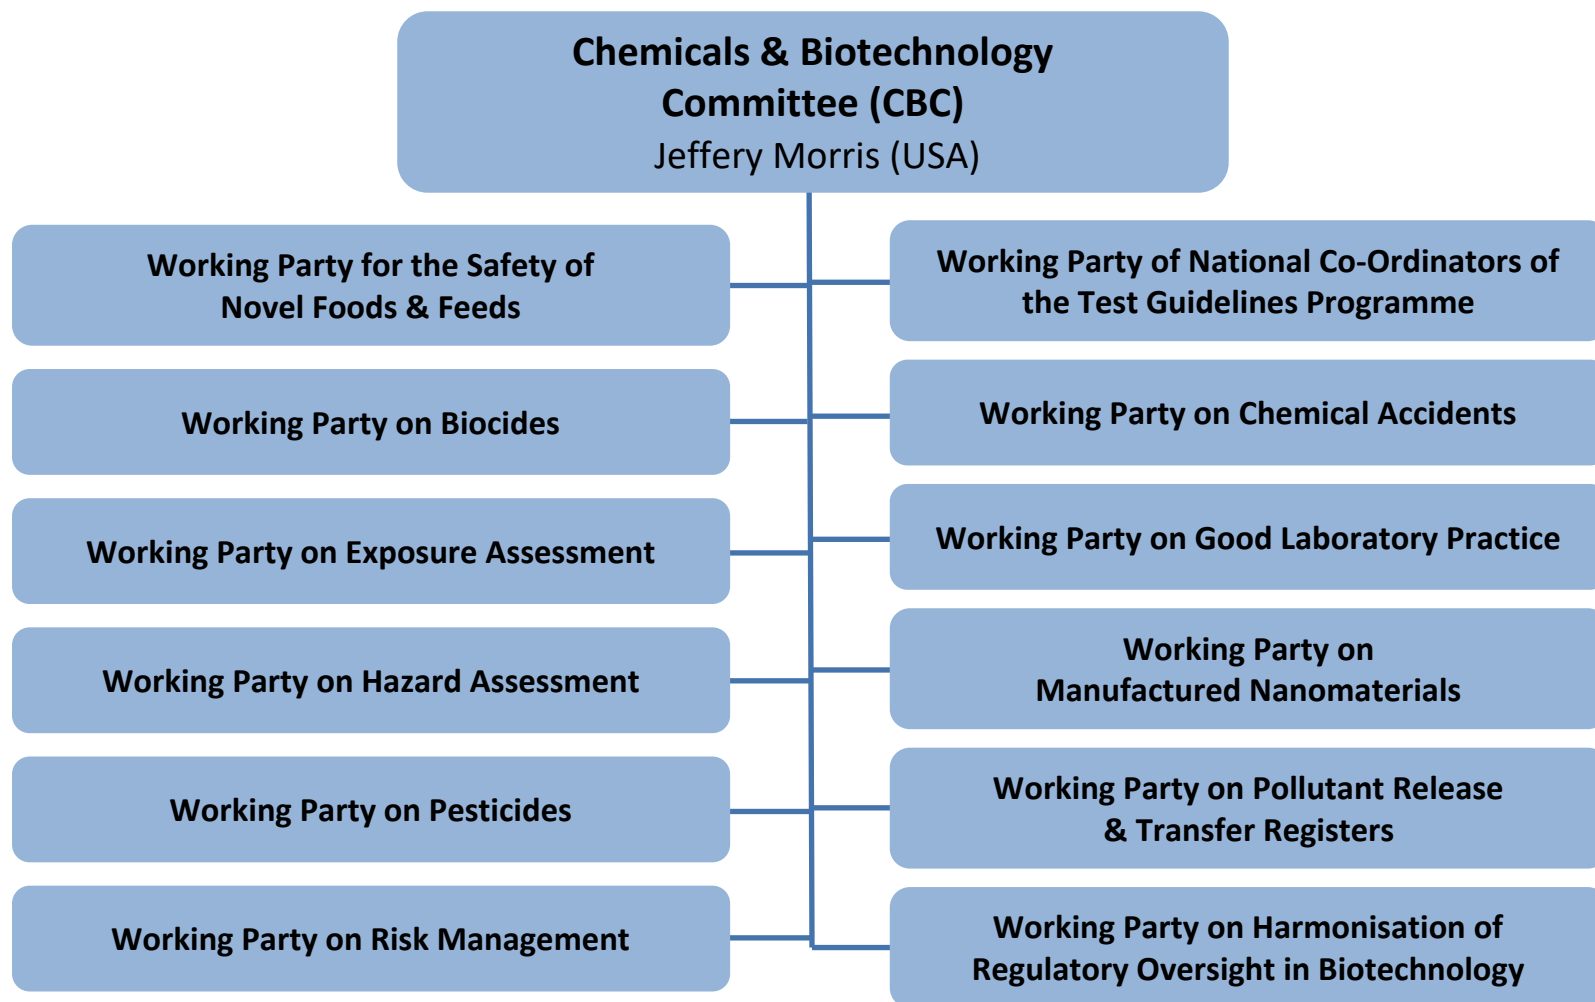 Chemicals & Biotechnology
Committee (CBC)
Jeffery Morris (USA)
Working Party for the Safety of
Novel Foods & Feeds
Working Party on Biocides
Working Party on Exposure Assessment
Working Party on Hazard Assessment
Working Party on Pesticides
Working Party on Risk Management
Working Party of National Co-Ordinators of
the Test Guidelines Programme
Working Party on Chemical Accidents
Working Party on Good Laboratory Practice
Working Party on
Manufactured Nanomaterials
Working Party on Pollutant Release
& Transfer Registers
Working Party on Harmonisation of
Regulatory Oversight in Biotechnology